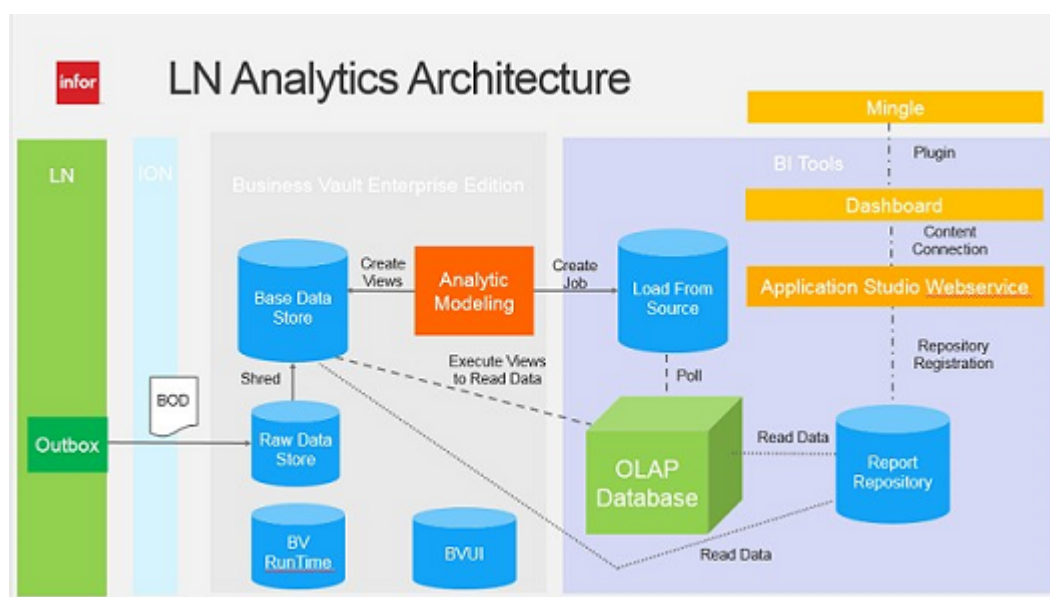 infor
LN Analytics Architecture
Mingle
Plugin
LN
ION
Business Vault Enterprise Edition
BI Tools
Dashboard
Content
Connection
Application Studio Webservice
Base Data
Store
Create
Views
Analytic
Modeling
Create
Job
Load From
Source
Repository
Registration
Execute Views
to Read Data
Shred
Poll
BOD
Outbox
Raw Data
Store
OLAP
Database
Read Data
Report
Repository
BV
RunTime
BVUI
Read Data